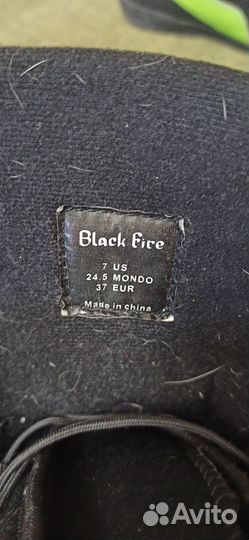 Black Fire
7 US
24.5 MONDO
37 EUR
Made in china
Avito